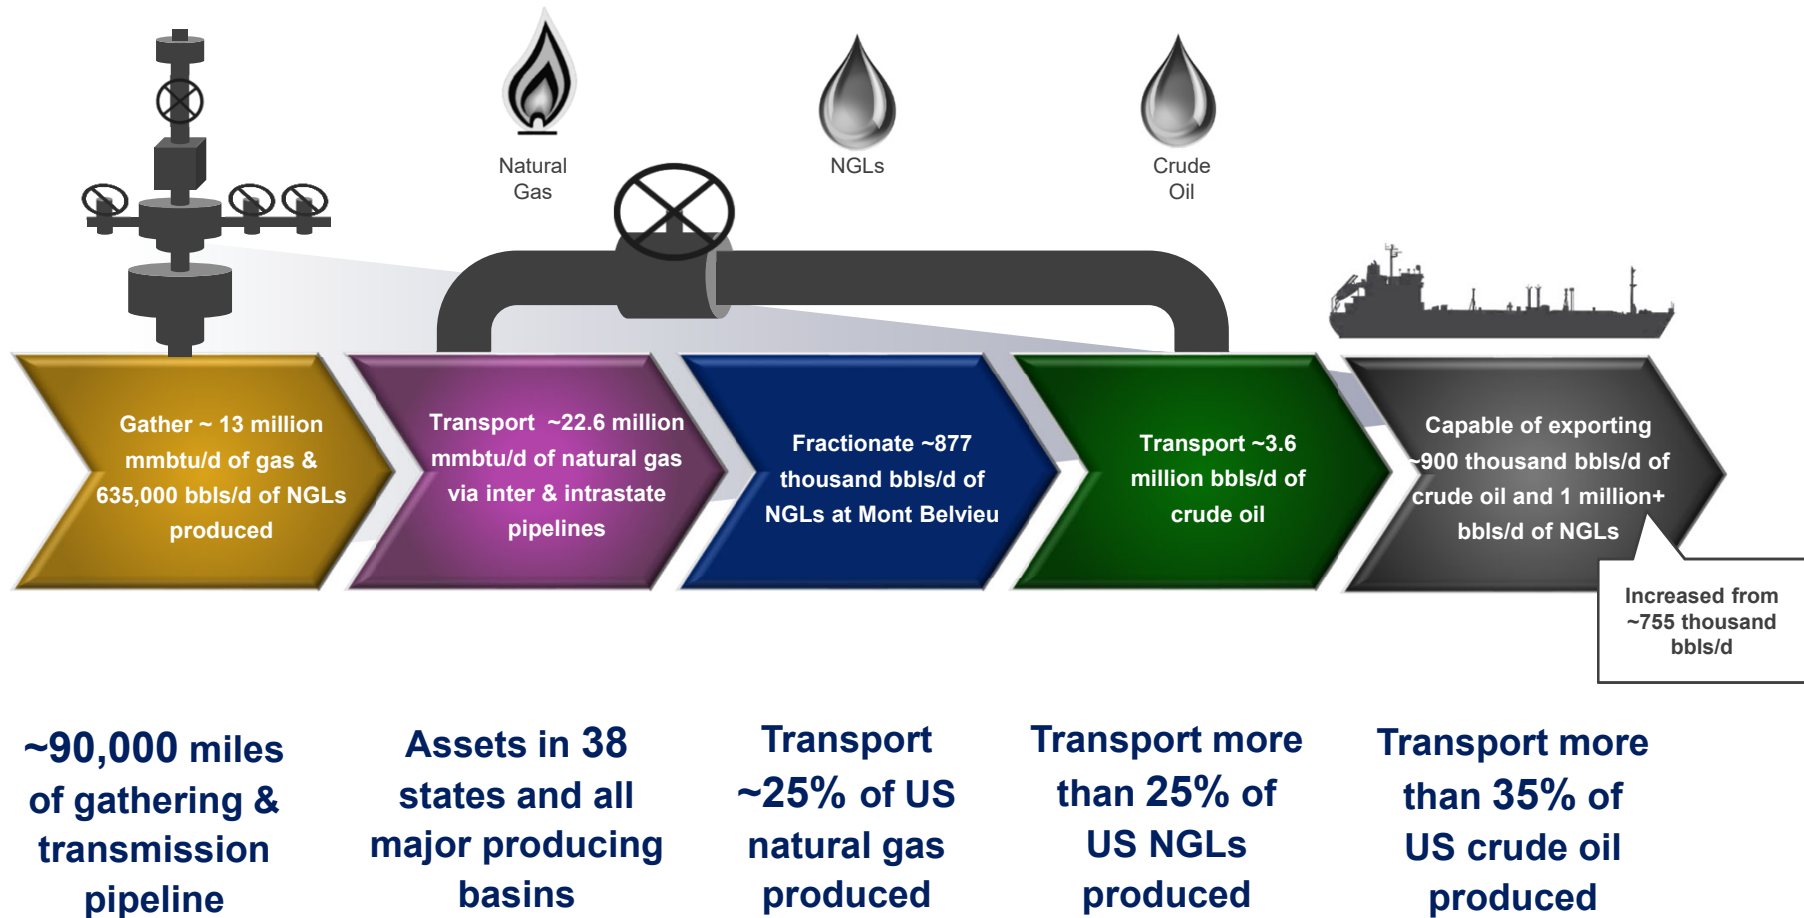 Natural
Gas
NGLs
Crude
Oil
Gather ~ 13 million
mmbtu/d of gas &
635,000 bbls/d of NGLs
produced
Transport  ~22.6 million
mmbtu/d of natural gas
via inter & intrastate
pipelines
Fractionate ~877
thousand bbls/d of
NGLs at Mont Belvieu
Transport ~3.6
million bbls/d of
crude oil
Capable of exporting
~900 thousand bbls/d of
crude oil and 1 million+
bbls/d of NGLs
Increased from
~755 thousand
bbls/d
~90,000 miles
of gathering &
transmission
pipeline
Assets in 38
states and all
major producing
basins
Transport
~25% of US
natural gas
produced
Transport more
than 25% of
US NGLs
produced
Transport more
than 35% of
US crude oil
produced